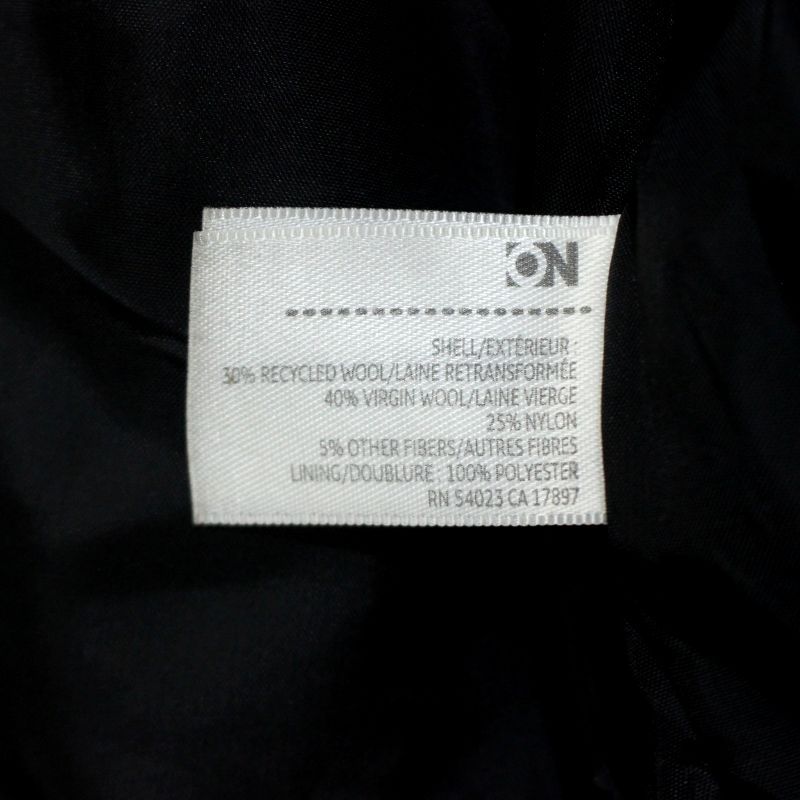 ON
SHELL/EXTÉRIEUR :
30% RECYCLED WOOL/LAINE RETRANSFORMÉE
40% VIRGIN WOOL/LAINE VIERGE
25% NYLON
5% OTHER FIBERS/AUTRES FIBRES
LINING/DOUBLURE : 100% POLYESTER
RN 54023 CA 17897